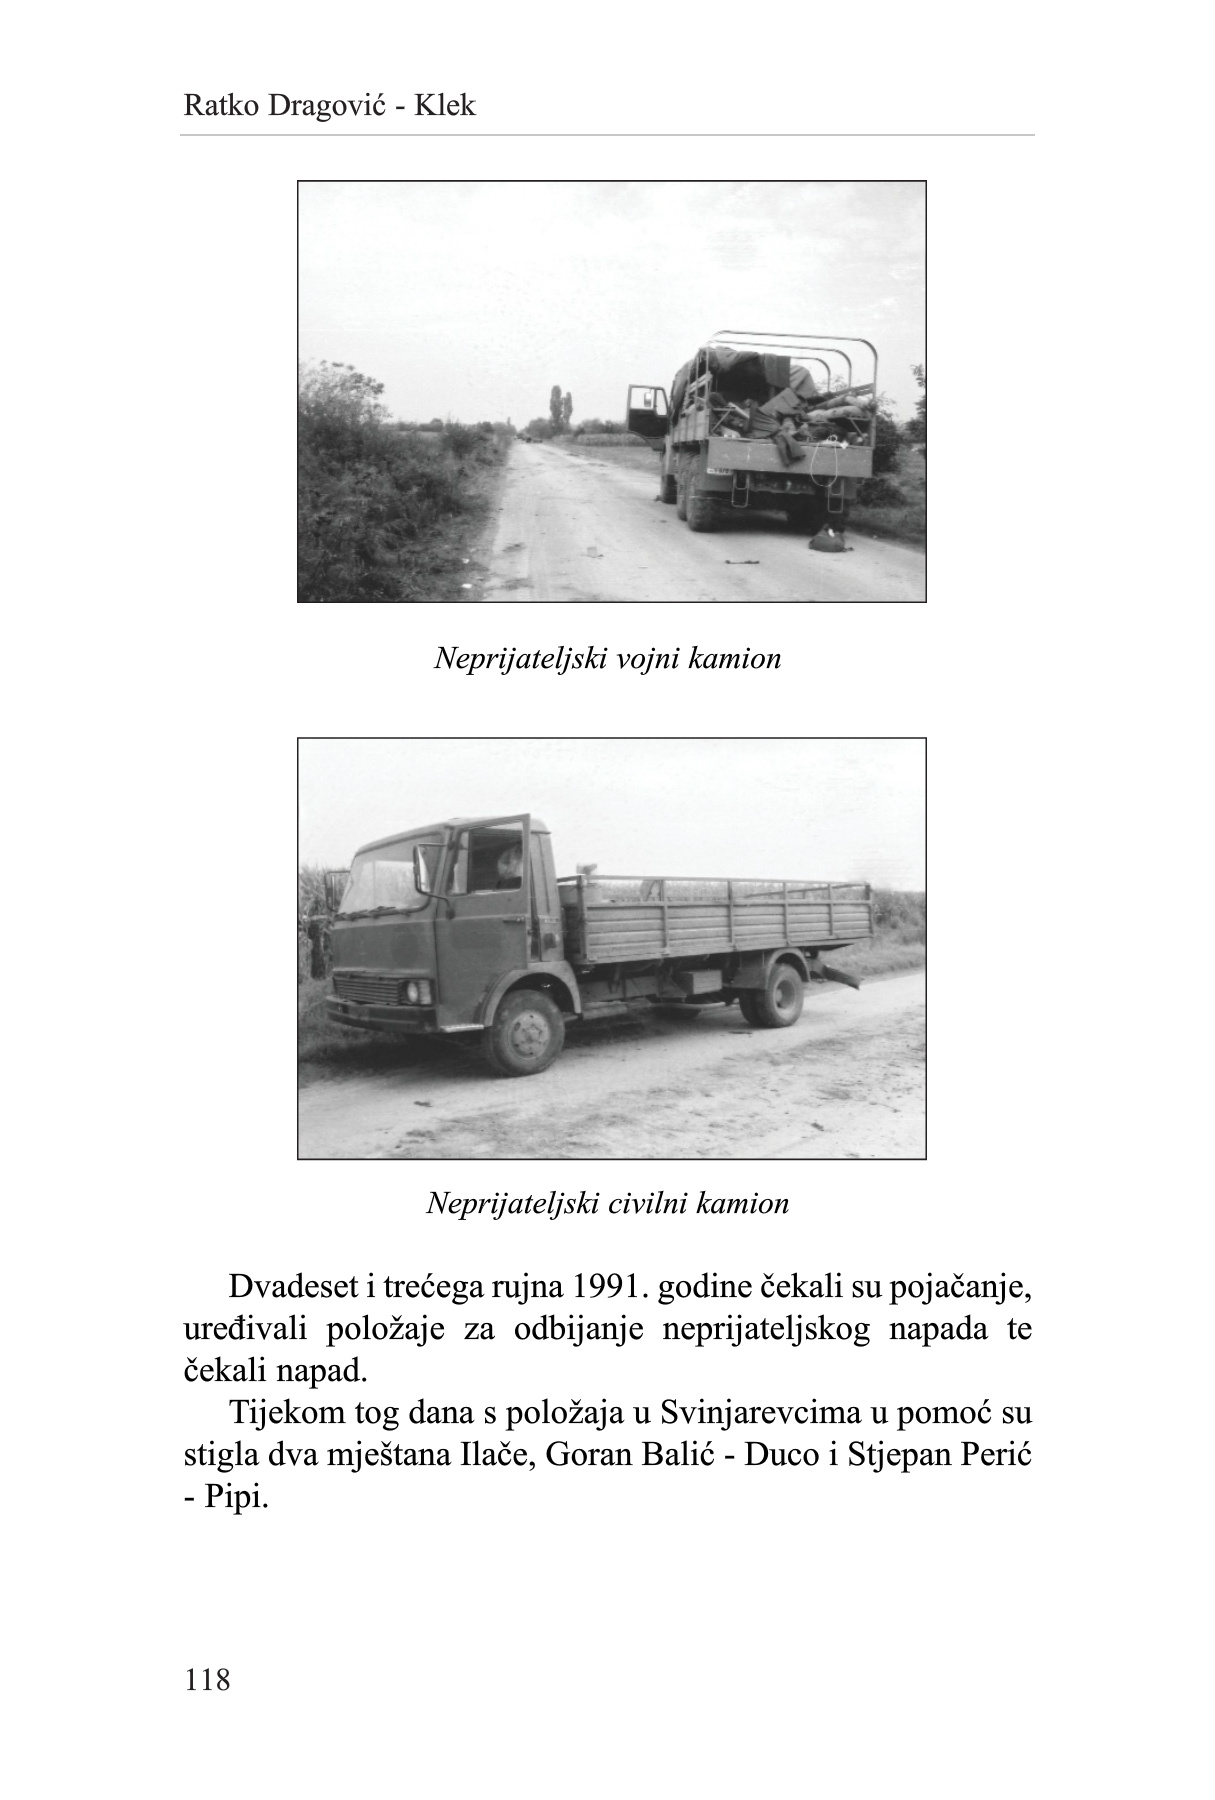 Ratko Dragović - Klek
Neprijateljski vojni kamion
Neprijateljski civilni kamion
Dvadeset i trećega rujna 1991. godine čekali su pojačanje,
uređivali položaje za odbijanje neprijateljskog napada te
čekali napad.
Tijekom tog dana s položaja u Svinjarevcima u pomoć su
stigla dva mještana Ilače, Goran Balić - Duco i Stjepan Perić
- Pipi.
118